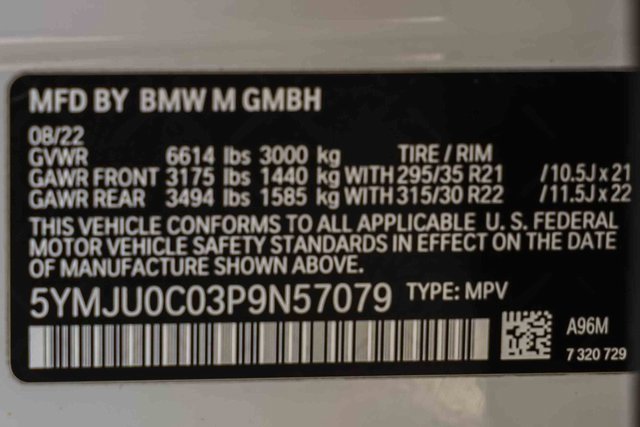 MFD BY BMW M GMBH
08/22
GVWR 6614 lbs 3000 kg TIRE / RIM
GAWR FRONT 3175 lbs 1440 kg WITH 295/35 R21 /10.5J x 21
GAWR REAR 3494 lbs 1585 kg WITH 315/30 R22 /11.5J x 22
THIS VEHICLE CONFORMS TO ALL APPLICABLE U. S. FEDERAL
MOTOR VEHICLE SAFETY STANDARDS IN EFFECT ON THE DATE
OF MANUFACTURE SHOWN ABOVE.
5YMJU0C03P9N57079 TYPE: MPV
A96M
7 320 729